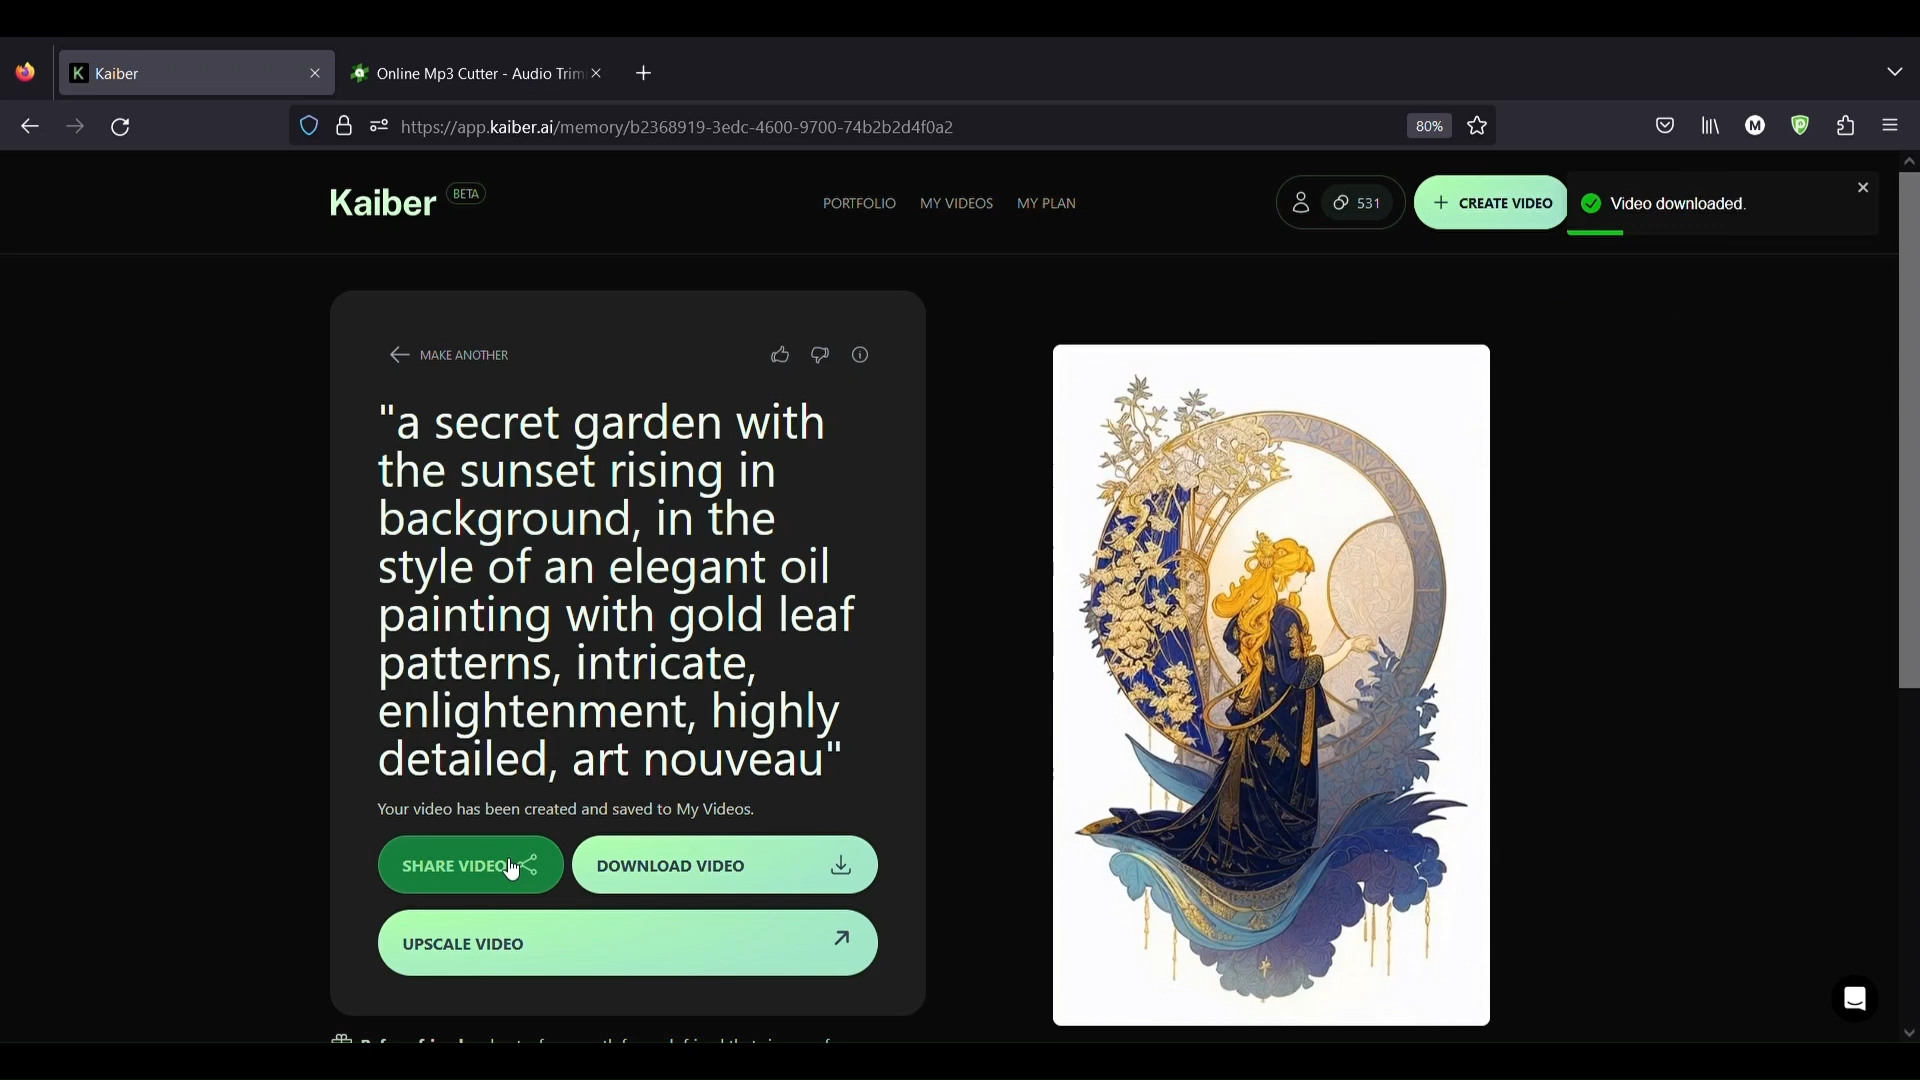 Kaiber
Online Mp3 Cutter - Audio Trim
https://app.kaiber.ai/memory/b2368919-3edc-4600-9700-74b2b2d4f0a2
80%
Kaiber BETA
PORTFOLIO MY VIDEOS MY PLAN
531
+ CREATE VIDEO
Video downloaded.
MAKE ANOTHER
"a secret garden with
the sunset rising in
background, in the
style of an elegant oil
painting with gold leaf
patterns, intricate,
enlightenment, highly
detailed, art nouveau"
Your video has been created and saved to My Videos.
SHARE VIDEO
DOWNLOAD VIDEO
UPSCALE VIDEO